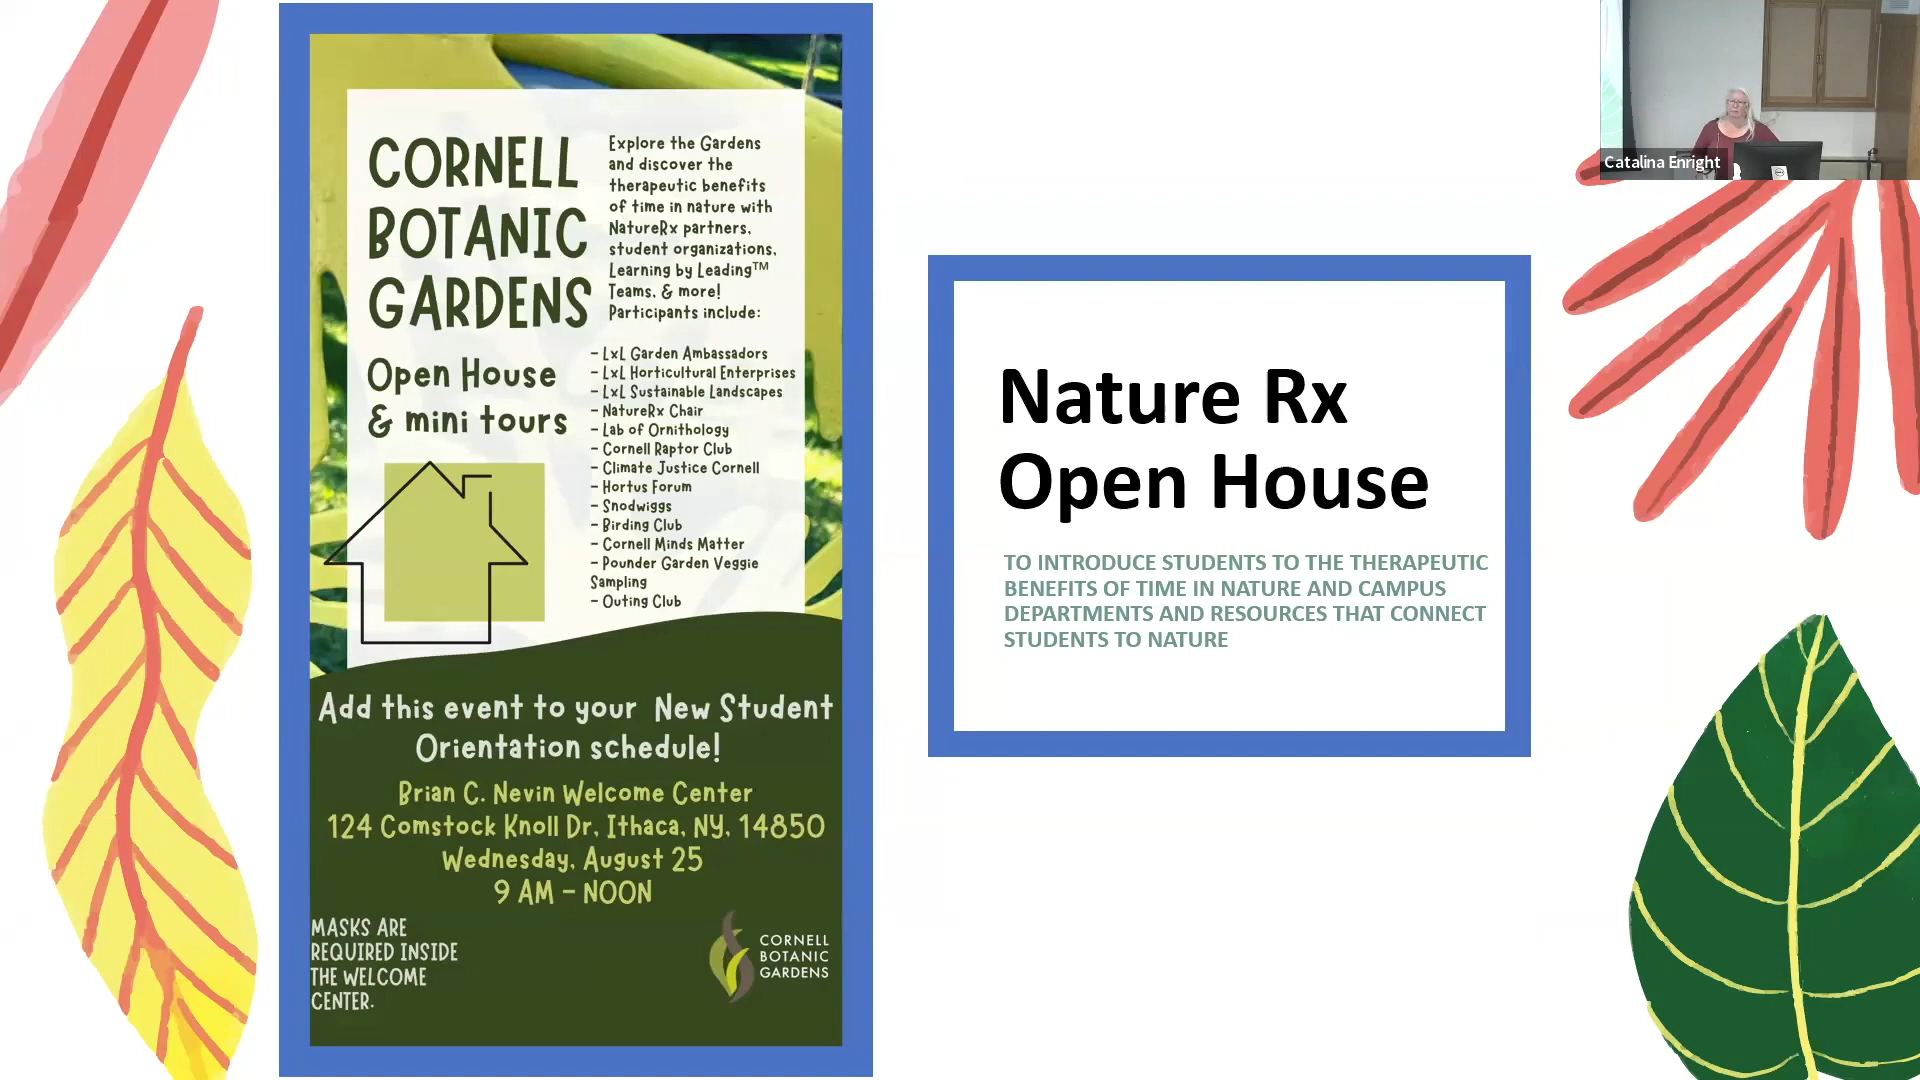 CORNELL
BOTANIC
GARDENS
Open House
& mini tours
Explore the Gardens
and discover the
therapeutic benefits
of time in nature with
NatureRx partners,
student organizations,
Learning by Leading™
Teams, & more!
Participants include:
- LxL Garden Ambassadors
- LxL Horticultural Enterprises
- LxL Sustainable Landscapes
- NatureRx Chair
- Lab of Ornithology
- Cornell Raptor Club
- Climate Justice Cornell
- Hortus Forum
- Snodwiggs
- Birding Club
- Cornell Minds Matter
- Pounder Garden Veggie
Sampling
- Outing Club
Add this event to your New Student
Orientation schedule!
Brian C. Nevin Welcome Center
124 Comstock Knoll Dr, Ithaca, NY, 14850
Wednesday, August 25
9 AM - NOON
MASKS ARE
REQUIRED INSIDE
THE WELCOME
CENTER.
CORNELL
BOTANIC
GARDENS
Nature Rx
Open House
TO INTRODUCE STUDENTS TO THE THERAPEUTIC
BENEFITS OF TIME IN NATURE AND CAMPUS
DEPARTMENTS AND RESOURCES THAT CONNECT
STUDENTS TO NATURE
Catalina Enright